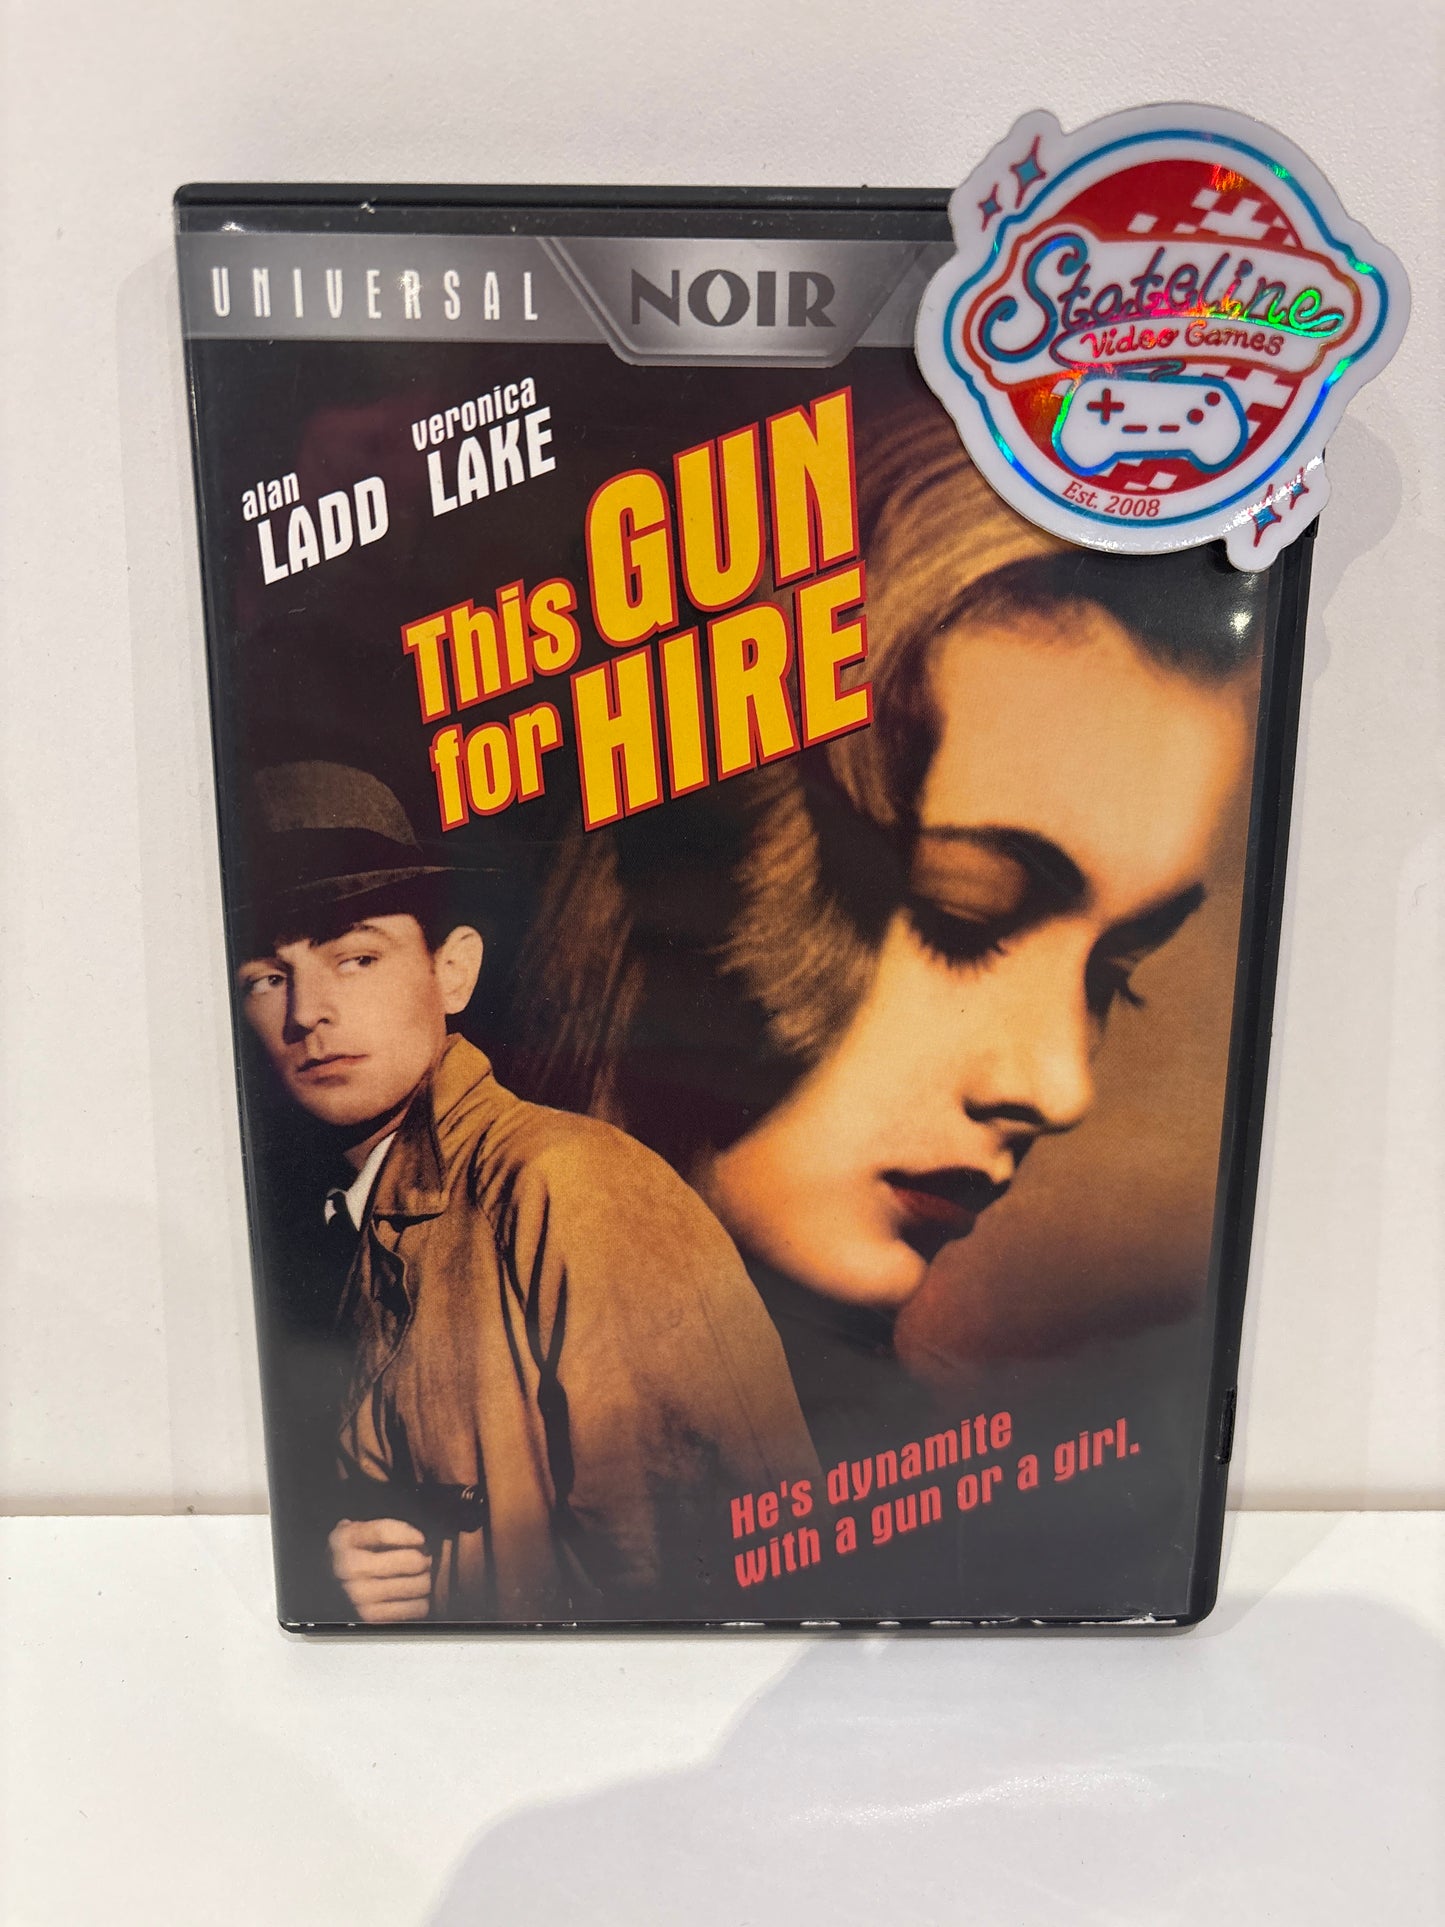 UNIVERSAL NOIR
Stateline
Video Games
Est. 2008
alan
LADD
veronica
LAKE
This GUN
for HIRE
He's dynamite
with a gun or a girl.